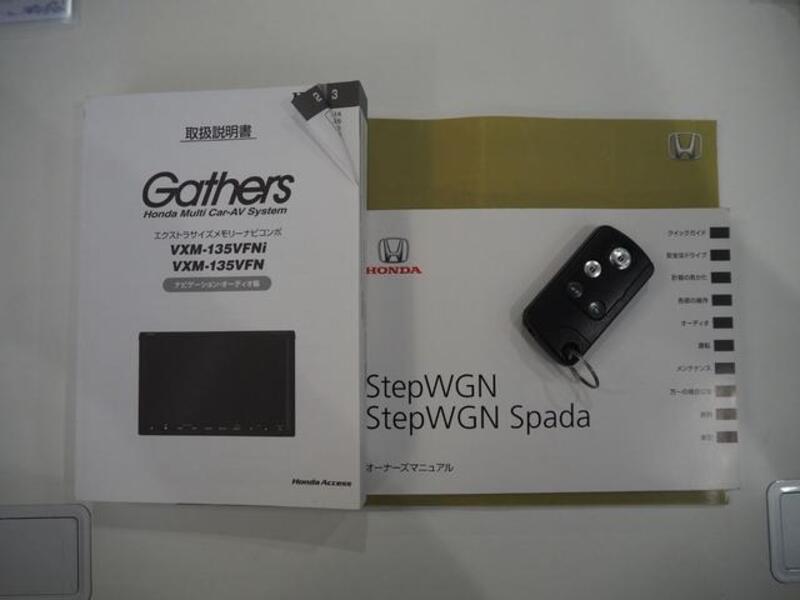 取扱説明書
Gathers
Honda Multi Car-AV System
エクストラサイズメモリーナビコンポ
VXM-135VFNi
VXM-135VFN
ナビゲーション・オーディオ編
Honda Access
3
HONDA
StepWGN
StepWGN Spada
オーナーズマニュアル
クイックガイド
安全なドライブ
計器の見かた
各部の操作
オーディオ
運転
メンテナンス